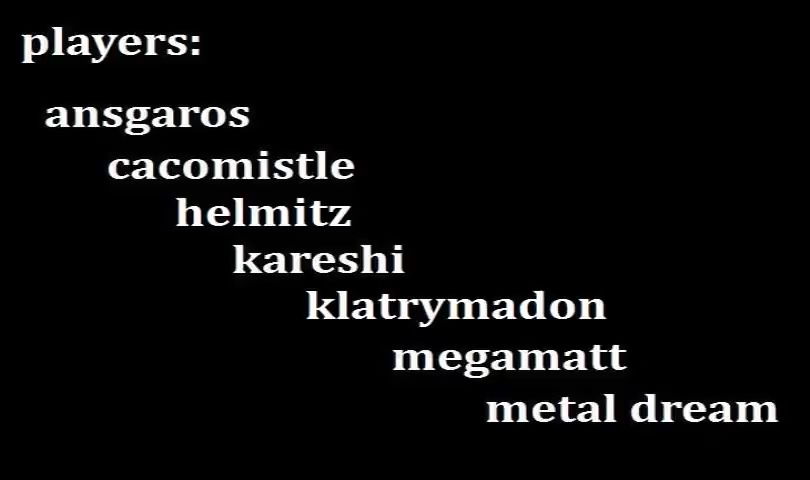 players:
ansgaros
cacomistle
helmitz
kareshi
klatrymadon
megamatt
metal dream